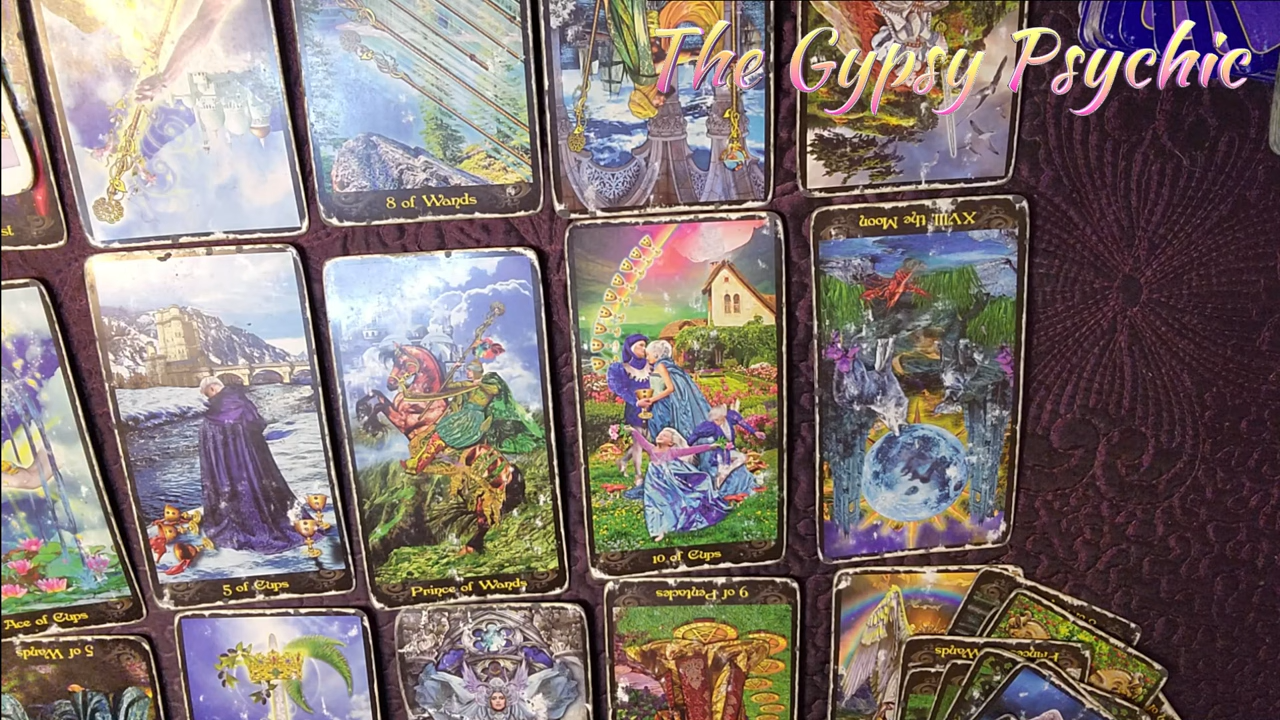 The Gypsy Psychic
8 of Wands
XVIII. the Moon
5 of Cups
Prince of Wands
10 of Cups
Ace of Cups
5 of Wands
9 of Pentacles